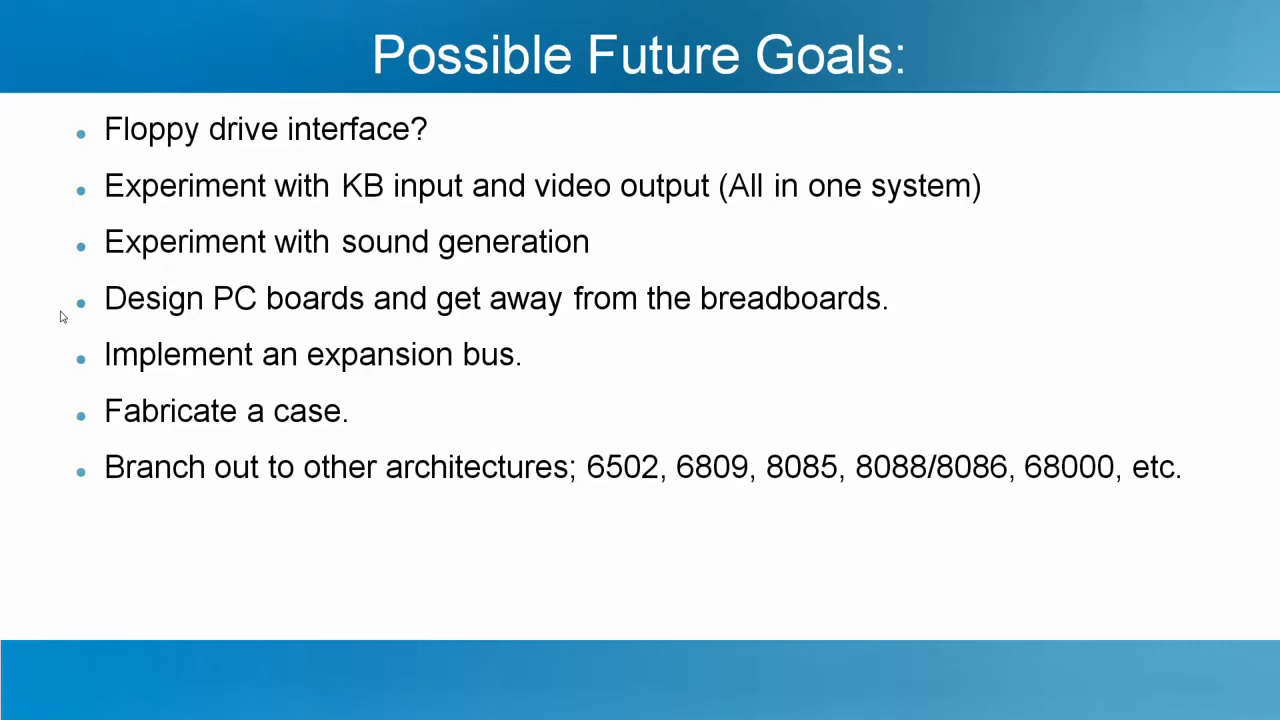 Possible Future Goals:
Floppy drive interface?
Experiment with KB input and video output (All in one system)
Experiment with sound generation
Design PC boards and get away from the breadboards.
Implement an expansion bus.
Fabricate a case.
Branch out to other architectures; 6502, 6809, 8085, 8088/8086, 68000, etc.